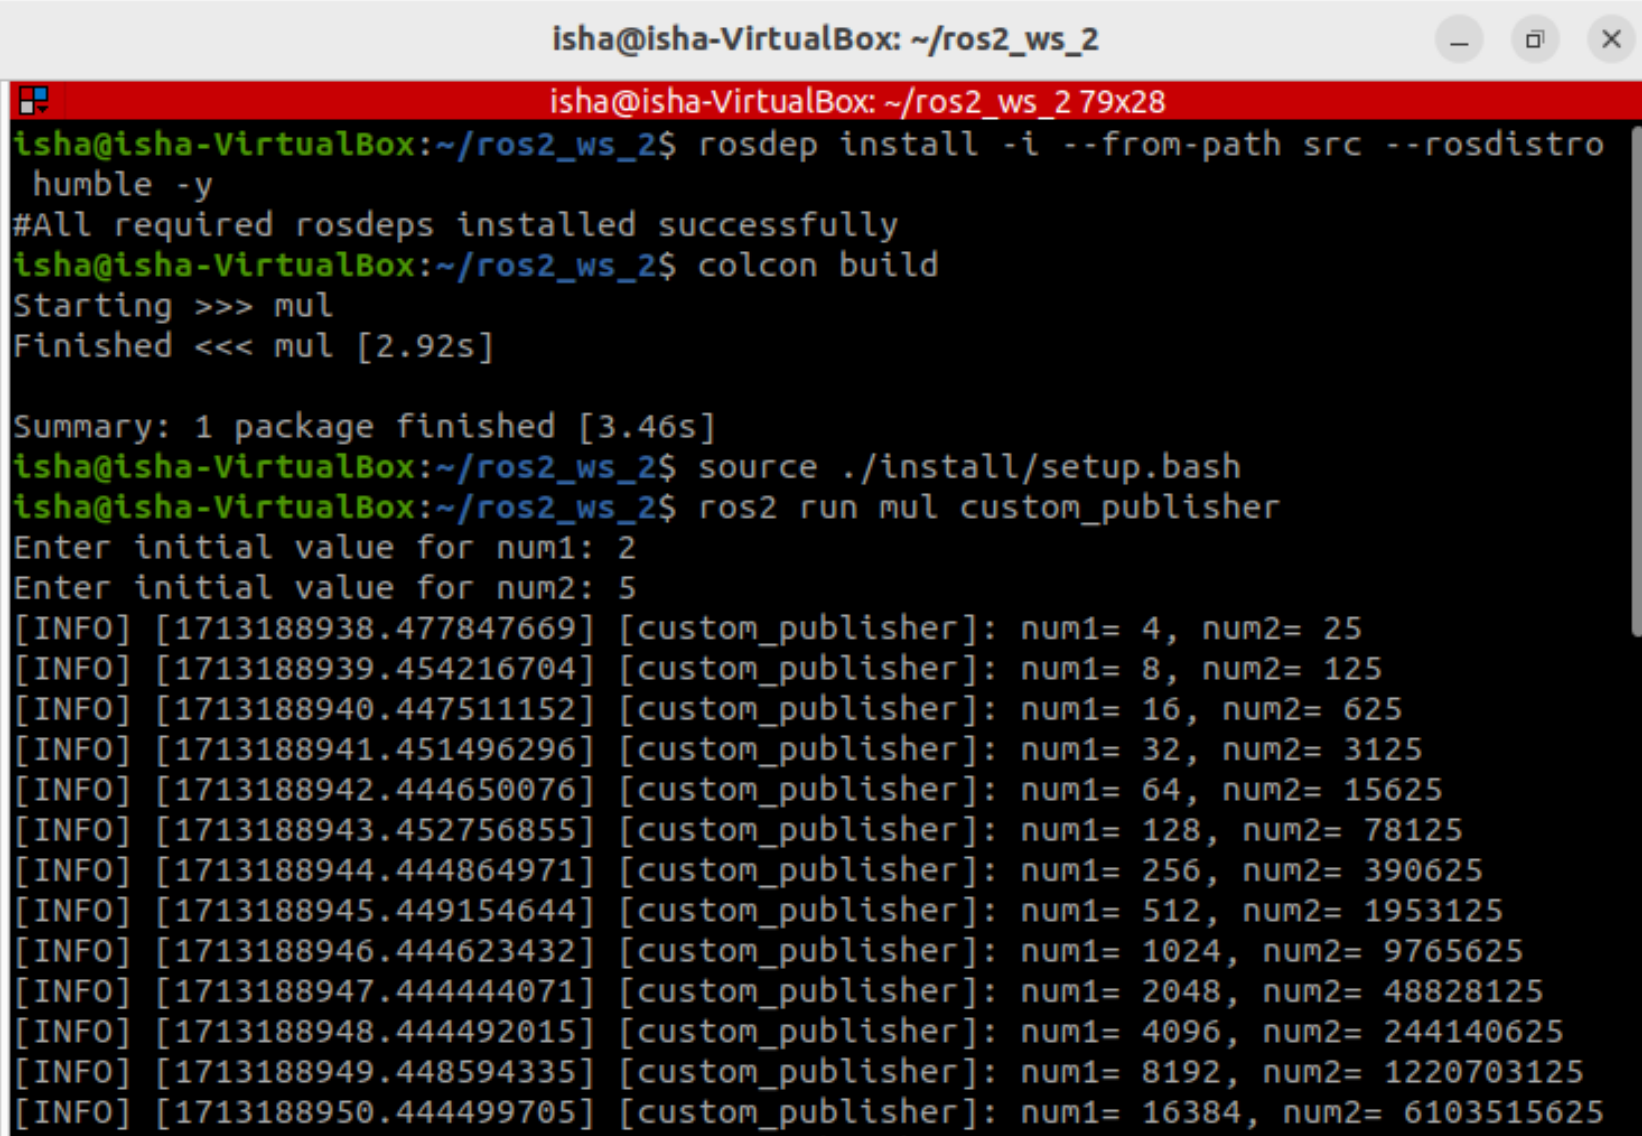 isha@isha-VirtualBox: ~/ros2_ws_2
isha@isha-VirtualBox: ~/ros2_ws_2 79x28
isha@isha-VirtualBox:~/ros2_ws_2$ rosdep install -i --from-path src --rosdistro
 humble -y
#All required rosdeps installed successfully
isha@isha-VirtualBox:~/ros2_ws_2$ colcon build
Starting >>> mul
Finished <<< mul [2.92s]

Summary: 1 package finished [3.46s]
isha@isha-VirtualBox:~/ros2_ws_2$ source ./install/setup.bash
isha@isha-VirtualBox:~/ros2_ws_2$ ros2 run mul custom_publisher
Enter initial value for num1: 2
Enter initial value for num2: 5
[INFO] [1713188938.477847669] [custom_publisher]: num1= 4, num2= 25
[INFO] [1713188939.454216704] [custom_publisher]: num1= 8, num2= 125
[INFO] [1713188940.447511152] [custom_publisher]: num1= 16, num2= 625
[INFO] [1713188941.451496296] [custom_publisher]: num1= 32, num2= 3125
[INFO] [1713188942.444650076] [custom_publisher]: num1= 64, num2= 15625
[INFO] [1713188943.452756855] [custom_publisher]: num1= 128, num2= 78125
[INFO] [1713188944.444864971] [custom_publisher]: num1= 256, num2= 390625
[INFO] [1713188945.449154644] [custom_publisher]: num1= 512, num2= 1953125
[INFO] [1713188946.444623432] [custom_publisher]: num1= 1024, num2= 9765625
[INFO] [1713188947.444444071] [custom_publisher]: num1= 2048, num2= 48828125
[INFO] [1713188948.444492015] [custom_publisher]: num1= 4096, num2= 244140625
[INFO] [1713188949.448594335] [custom_publisher]: num1= 8192, num2= 1220703125
[INFO] [1713188950.444499705] [custom_publisher]: num1= 16384, num2= 6103515625